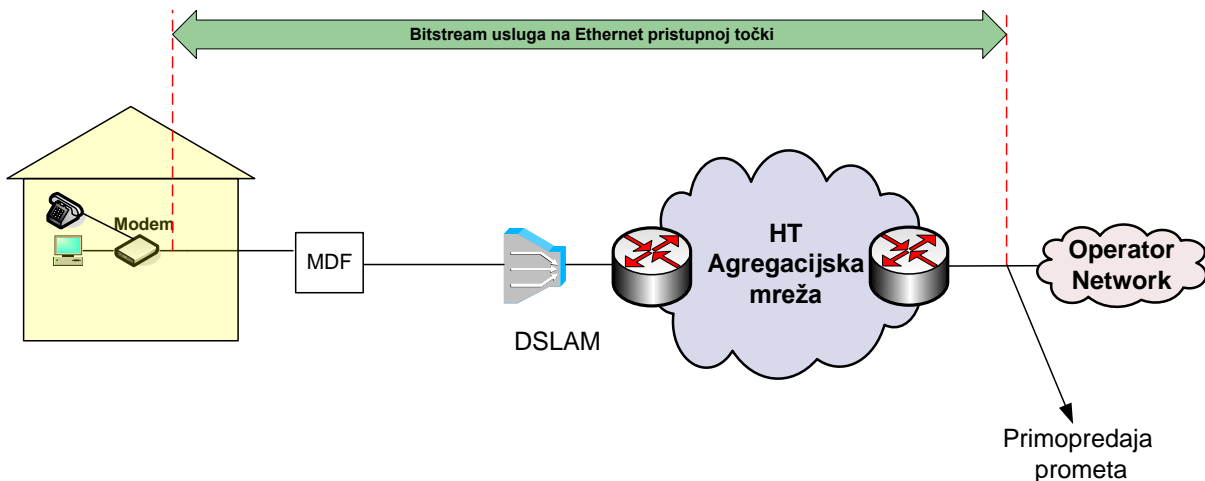 Bitstream usluga na Ethernet pristupnoj točki
Modem
MDF
DSLAM
HT
Agregacijska
mreža
Operator
Network
Primopredaja
prometa